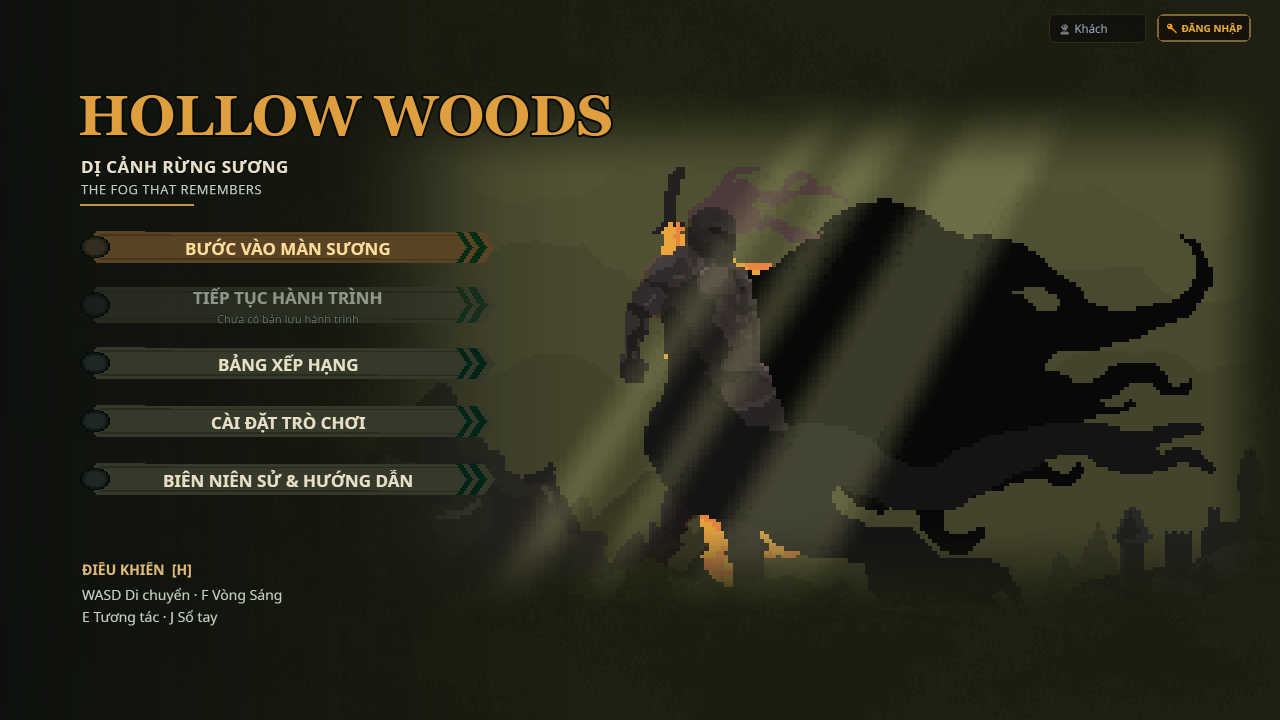 Khách
ĐĂNG NHẬP
HOLLOW WOODS
DỊ CẢNH RỪNG SƯƠNG
THE FOG THAT REMEMBERS
BƯỚC VÀO MÀN SƯƠNG
TIẾP TỤC HÀNH TRÌNH
Chưa có bản lưu hành trình
BẢNG XẾP HẠNG
CÀI ĐẶT TRÒ CHƠI
BIÊN NIÊN SỬ & HƯỚNG DẪN
ĐIỀU KHIỂN [H]
WASD Di chuyển · F Vòng Sáng
E Tương tác · J Sổ tay